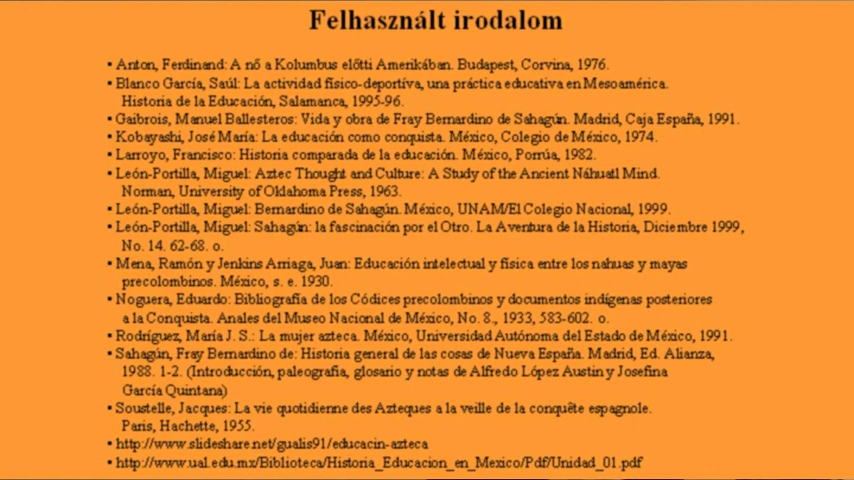 Felhasznált irodalom
▪ Anton, Ferdinand: A nő a Kolumbus előtti Amerikában. Budapest, Corvina, 1976.
▪ Blanco García, Saúl: La actividad físico-deportíva, una práctica educativa en Mesoamérica.
Historia de la Educación, Salamanca, 1995-96.
▪ Gaibrois, Manuel Ballesteros: Vida y obra de Fray Bernardino de Sahagún. Madrid, Caja España, 1991.
▪ Kobayashi, José María: La educación como conquista. México, Colegio de México, 1974.
▪ Larroyo, Francisco: Historia comparada de la educación. México, Porrúa, 1982.
▪ León-Portilla, Miguel: Aztec Thought and Culture: A Study of the Ancient Náhuatl Mind.
Norman, University of Oklahoma Press, 1963.
▪ León-Portilla, Miguel: Bernardino de Sahagún. México, UNAM/El Colegio Nacional, 1999.
▪ León-Portilla, Miguel: Sahagún: la fascinación por el Otro. La Aventura de la Historia, Diciembre 1999,
No. 14. 62-68. o.
▪ Mena, Ramón y Jenkins Arriaga, Juan: Educación intelectual y física entre los nahuas y mayas
precolombinos. México, s. e. 1930.
▪ Noguera, Eduardo: Bibliografía de los Códices precolombinos y documentos indígenas posteriores
a la Conquista. Anales del Museo Nacional de México, No. 8., 1933, 583-602. o.
▪ Rodríguez, María J. S.: La mujer azteca. México, Universidad Autónoma del Estado de México, 1991.
▪ Sahagún, Fray Bernardino de: Historia general de las cosas de Nueva España. Madrid, Ed. Alianza,
1988. 1-2. (Introducción, paleografía, glosario y notas de Alfredo López Austin y Josefina
García Quintana)
▪ Soustelle, Jacques: La vie quotidienne des Azteques a la veille de la conquête espagnole.
Paris, Hachette, 1955.
▪ http://www.slideshare.net/gualis91/educacin-azteca
▪ http://www.ual.edu.mx/Biblioteca/Historia_Educacion_en_Mexico/Pdf/Unidad_01.pdf